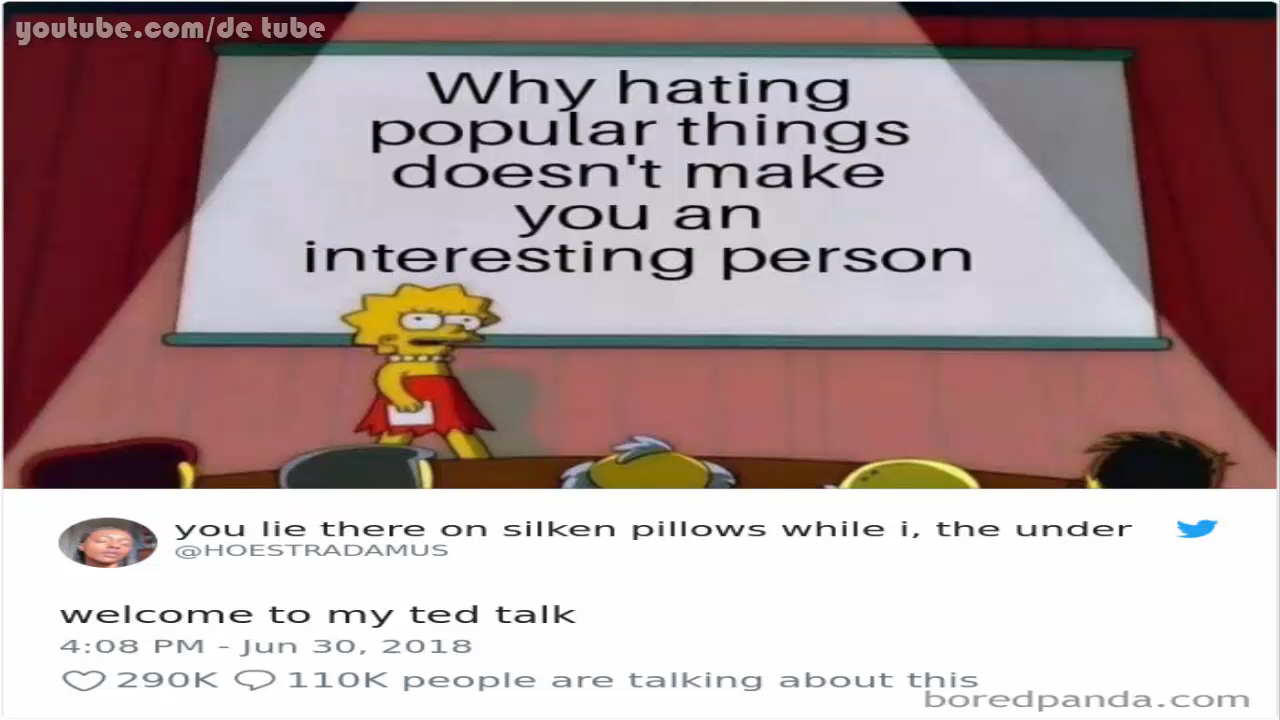 youtube.com/de tube
Why hating
popular things
doesn't make
you an
interesting person
you lie there on silken pillows while i, the under
@HOESTRADAMUS
welcome to my ted talk
4:08 PM - Jun 30, 2018
290K 110K people are talking about this
boredpanda.com